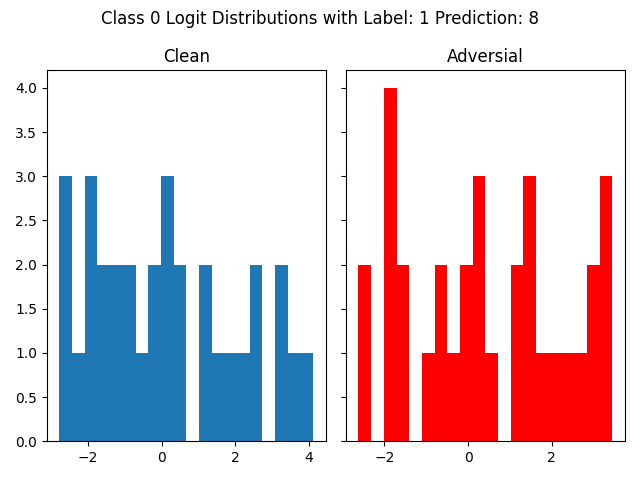 Class 0 Logit Distributions with Label: 1 Prediction: 8
Clean
Adversial
4.0
3.5
3.0
2.5
2.0
1.5
1.0
0.5
0.0
−2 0 2 4
−2 0 2